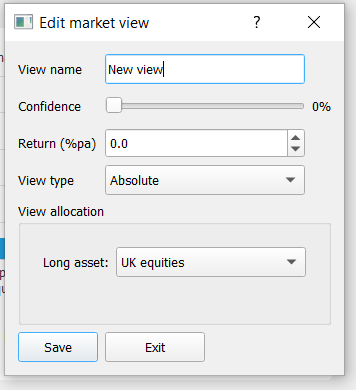 Edit market view
?
View name New view
Confidence 0%
Return (%pa) 0.0
View type Absolute
View allocation
Long asset: UK equities
Save Exit